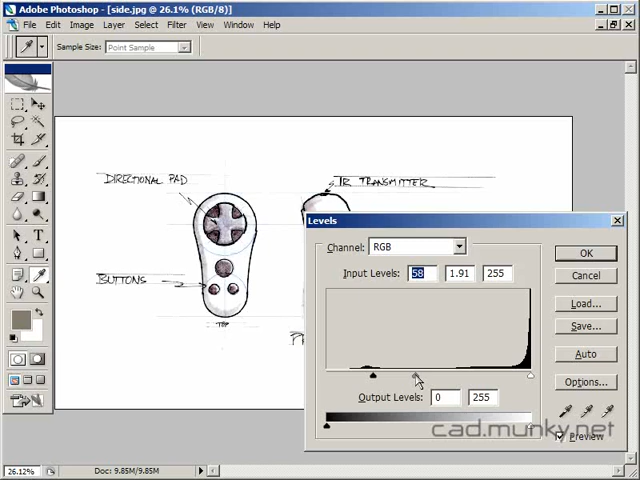 Adobe Photoshop - [side.jpg @ 26.1% (RGB/8)]
File Edit Image Layer Select Filter View Window Help
Sample Size: Point Sample
DIRECTIONAL PAD
IR TRANSMITTER
BUTTONS
TOP
Levels
Channel: RGB
OK
Input Levels: 58 1.91 255
Cancel
Load...
Save...
Auto
Options...
Output Levels: 0 255
Preview
cad.munky.net
26.12% Doc: 9.85M/9.85M